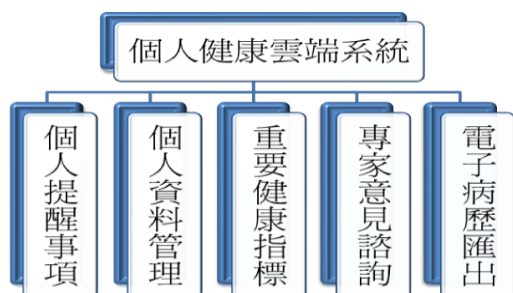 個人健康雲端系統
個人提醒事項
個人資料管理
重要健康指標
專家意見諮詢
電子病歷匯出